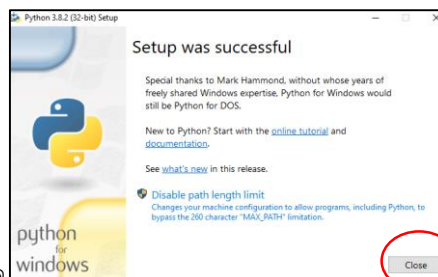 Python 3.8.2 (32-bit) Setup
Setup was successful
Special thanks to Mark Hammond, without whose years of
freely shared Windows expertise, Python for Windows would
still be Python for DOS.
New to Python? Start with the online tutorial and
documentation.
See what's new in this release.
Disable path length limit
Changes your machine configuration to allow programs, including Python, to
bypass the 260 character "MAX_PATH" limitation.
python
for
windows
Close